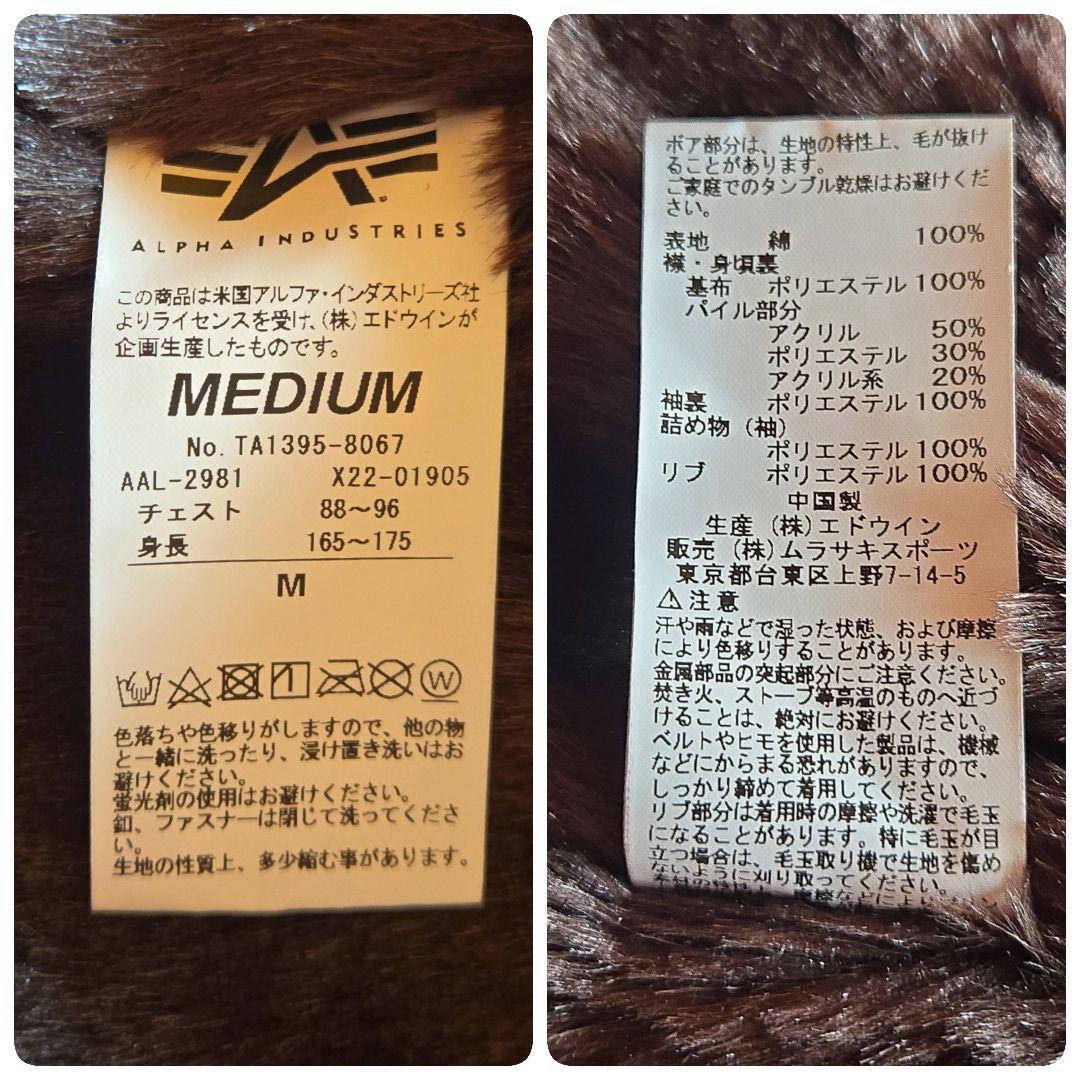 ALPHA INDUSTRIES
この商品は米国アルファ・インダストリーズ社
よりライセンスを受け、(株)エドウインが
企画生産したものです。
MEDIUM
No. TA1395-8067
AAL-2981 X22-01905
チェスト 88〜96
身長 165〜175
M
W
色落ちや色移りがしますので、他の物
と一緒に洗ったり、浸け置き洗いはお
避けください。
蛍光剤の使用はお避けください。
釦、ファスナーは閉じて洗ってくださ
い。
生地の性質上、多少縮む事があります。
ボア部分は、生地の特性上、毛が抜け
ることがあります。
ご家庭でのタンブル乾燥はお避けくだ
さい。
表地 綿 100%
襟・身頃裏
基布 ポリエステル 100%
パイル部分
アクリル 50%
ポリエステル 30%
アクリル系 20%
袖裏 ポリエステル 100%
詰め物(袖)
ポリエステル 100%
リブ ポリエステル 100%
中国製
生産(株)エドウイン
販売(株)ムラサキスポーツ
東京都台東区上野7-14-5
⚠注意
汗や雨などで湿った状態、および摩擦
により色移りすることがあります。
金属部品の突起部分にご注意ください。
焚き火、ストーブ等高温のものへ近づ
けることは、絶対にお避けください。
ベルトやヒモを使用した製品は、機械
などにからまる恐れがありますので、
しっかり締めて着用してください。
リブ部分は着用時の摩擦や洗濯で毛玉
になることがあります。特に毛玉が目
立つ場合は、毛玉取り機で生地を傷め
ないように刈り取ってください。